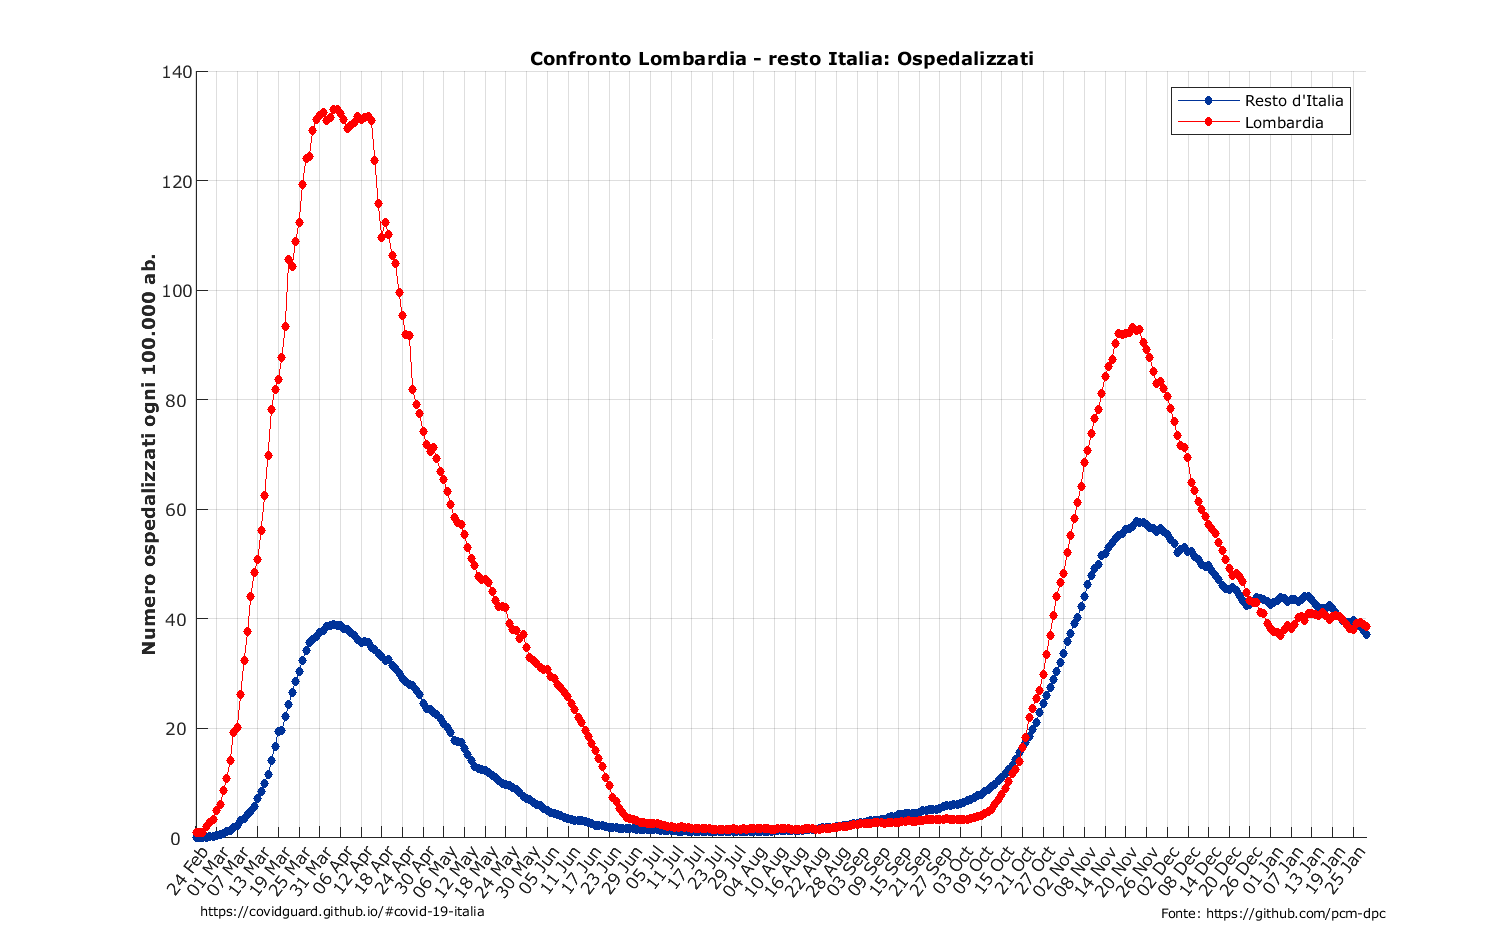 Confronto Lombardia - resto Italia: Ospedalizzati
Numero ospedalizzati ogni 100.000 ab.
140
120
100
80
60
40
20
0
Resto d'Italia
Lombardia
24 Feb
01 Mar
07 Mar
13 Mar
19 Mar
25 Mar
31 Mar
06 Apr
12 Apr
18 Apr
24 Apr
30 Apr
06 May
12 May
18 May
24 May
30 May
05 Jun
11 Jun
17 Jun
23 Jun
29 Jun
05 Jul
11 Jul
17 Jul
23 Jul
29 Jul
04 Aug
10 Aug
16 Aug
22 Aug
28 Aug
03 Sep
09 Sep
15 Sep
21 Sep
27 Sep
03 Oct
09 Oct
15 Oct
21 Oct
27 Oct
02 Nov
08 Nov
14 Nov
20 Nov
26 Nov
02 Dec
08 Dec
14 Dec
20 Dec
26 Dec
01 Jan
07 Jan
13 Jan
19 Jan
25 Jan
https://covidguard.github.io/#covid-19-italia
Fonte: https://github.com/pcm-dpc